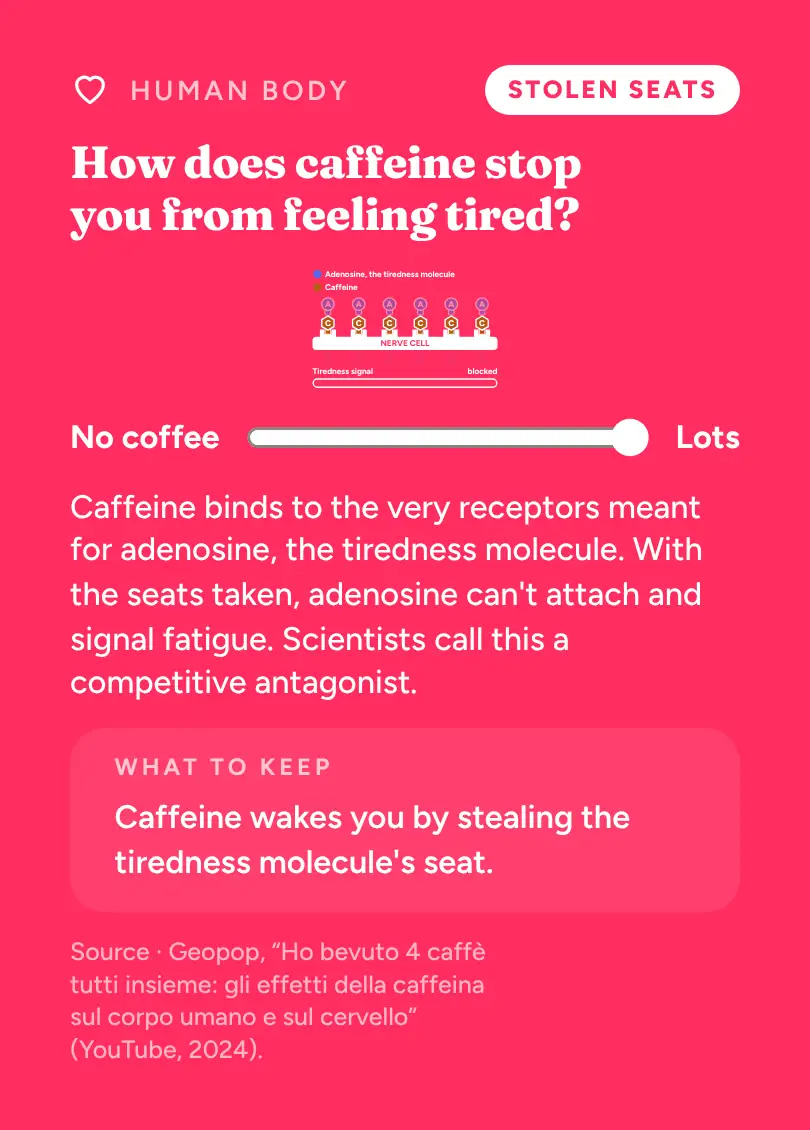 HUMAN BODY
STOLEN SEATS
How does caffeine stop
you from feeling tired?
Adenosine, the tiredness molecule
Caffeine
A A A A A A
C C C C C C
NERVE CELL
Tiredness signal blocked
No coffee Lots
Caffeine binds to the very receptors meant
for adenosine, the tiredness molecule. With
the seats taken, adenosine can't attach and
signal fatigue. Scientists call this a
competitive antagonist.
WHAT TO KEEP
Caffeine wakes you by stealing the
tiredness molecule's seat.
Source · Geopop, “Ho bevuto 4 caffè
tutti insieme: gli effetti della caffeina
sul corpo umano e sul cervello”
(YouTube, 2024).